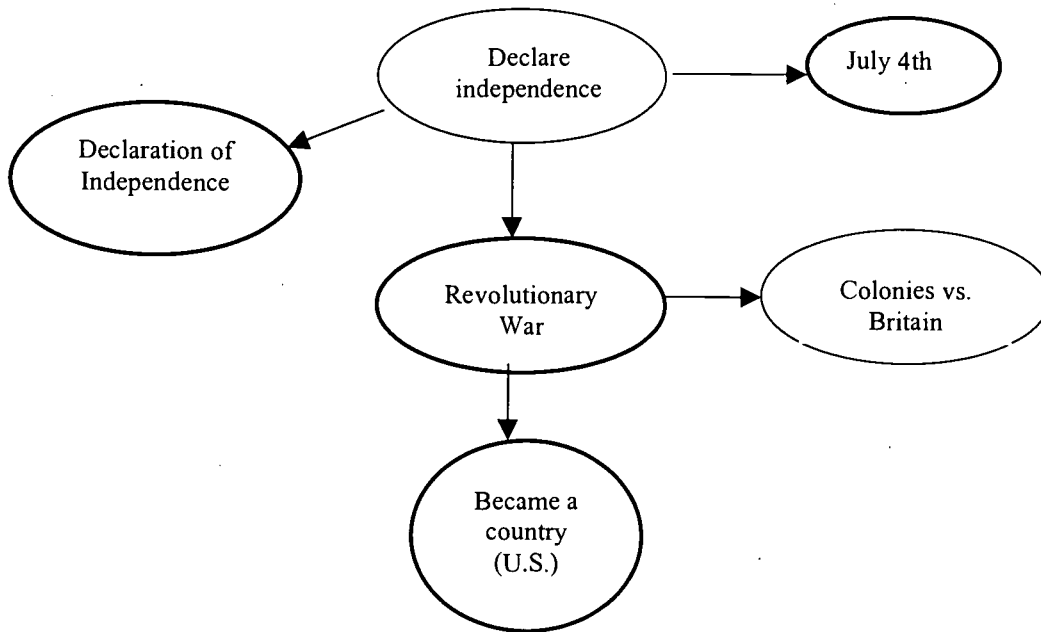 Declare
independence
July 4th
Declaration of
Independence
Revolutionary
War
Colonies vs.
Britain
Became a
country
(U.S.)